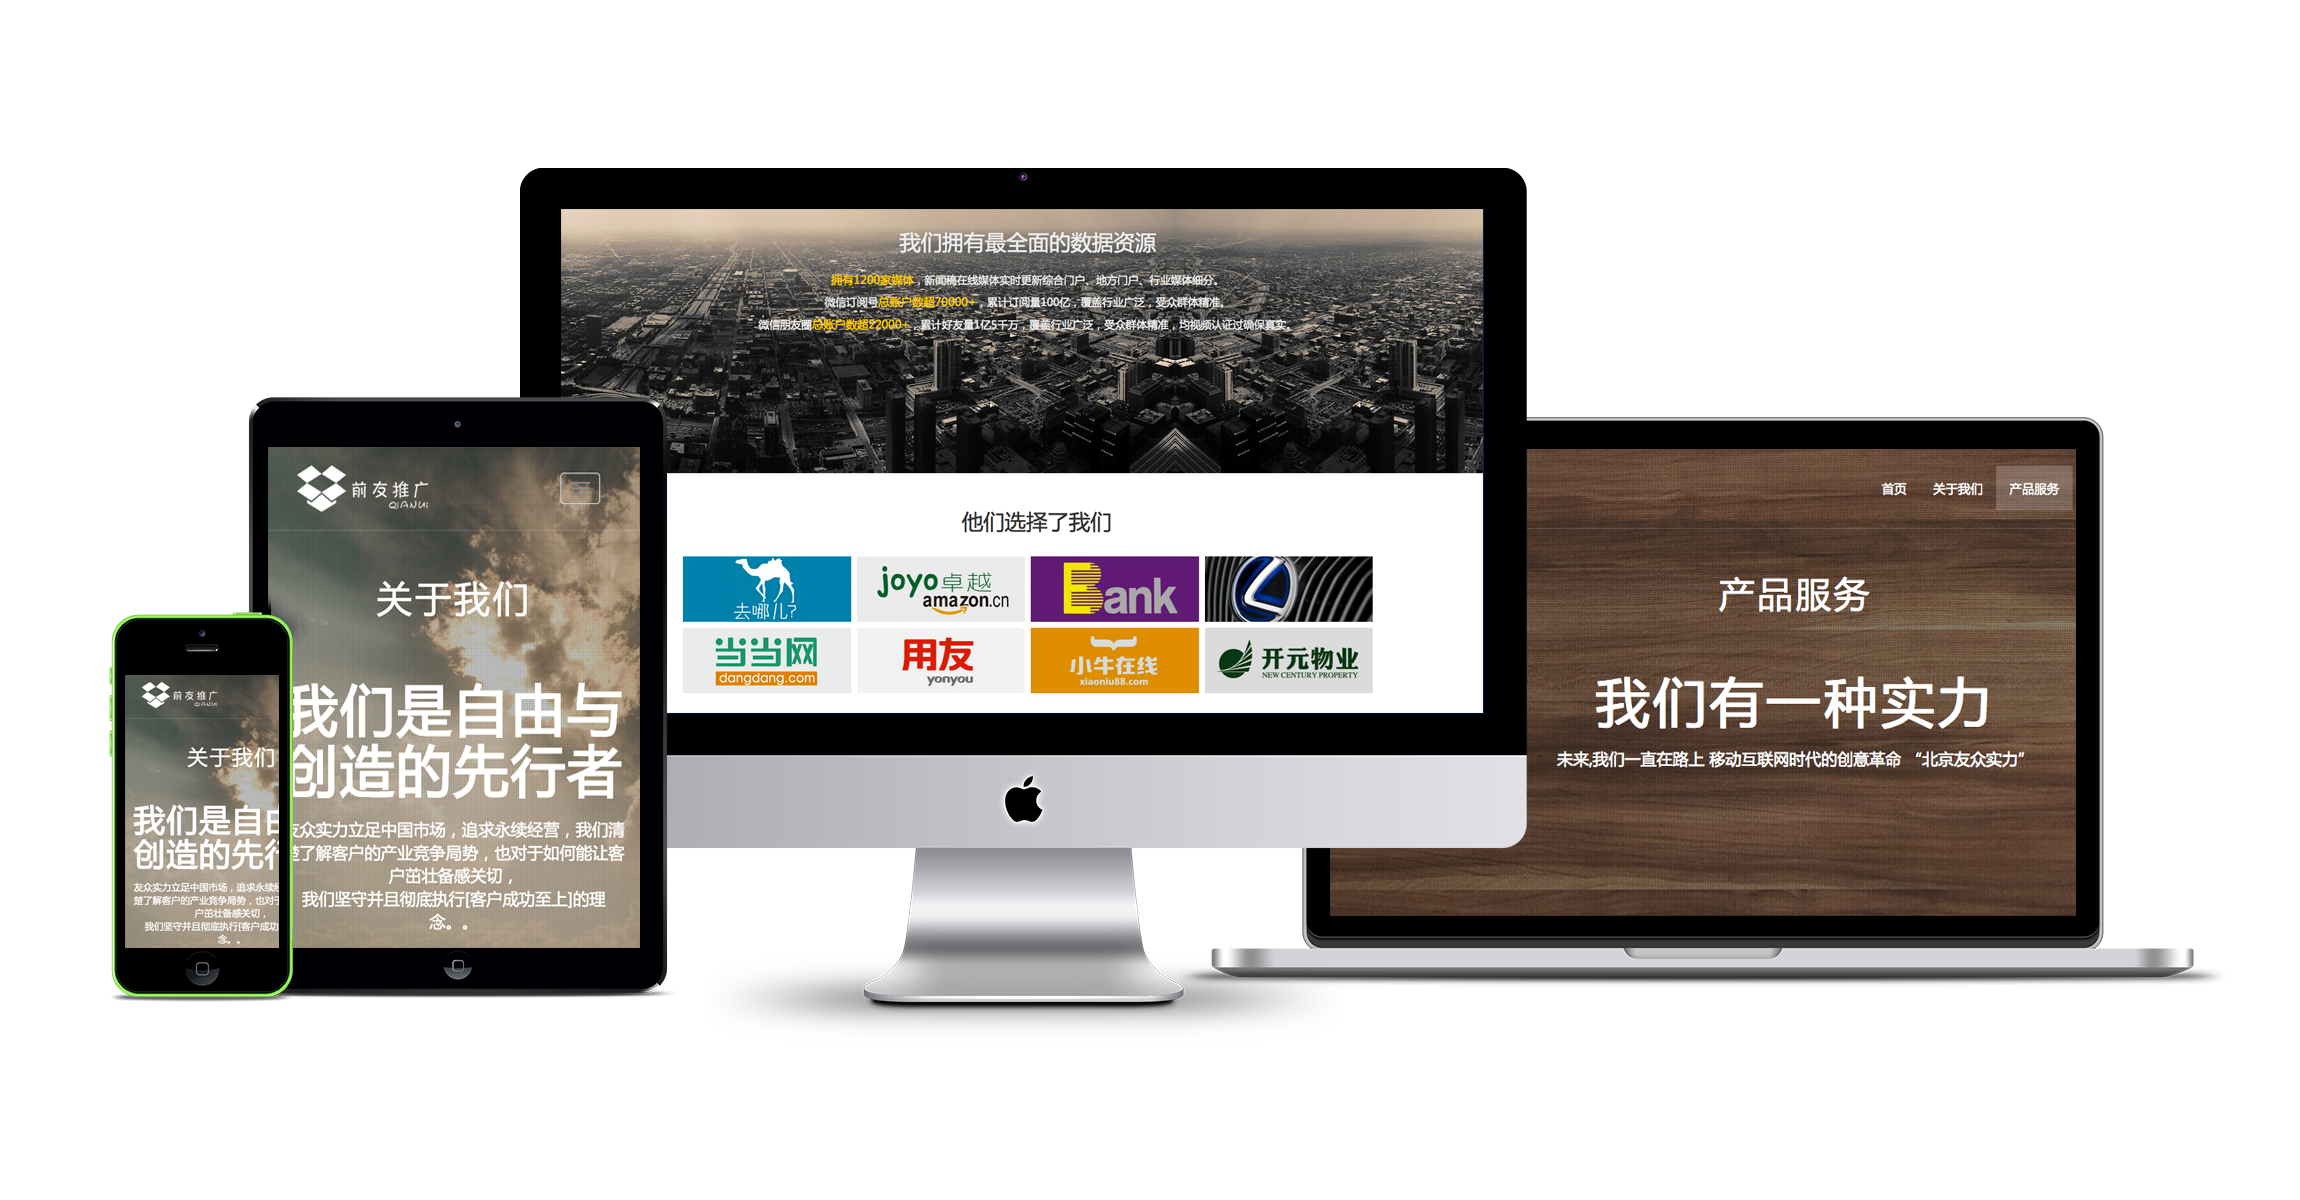 我们拥有最全面的数据资源
拥有1200家媒体，新闻稿在线媒体实时更新综合门户、地方门户、行业媒体细分。
微信订阅号总账户数超70000+，累计订阅量100亿，覆盖行业广泛，受众群体精准。
微信朋友圈总账户数超22000+，累计好友量1亿5千万，覆盖行业广泛，受众群体精准，均视频认证过确保真实。
他们选择了我们
去哪儿?
joyo卓越
amazon.cn
Bank
当当网
dangdang.com
用友
yonyou
小牛在线
xiaoniu88.com
开元物业
NEW CENTURY PROPERTY
前友推广
QIANUI
关于我们
我们是自由与
创造的先行者
友众实力立足中国市场，追求永续经营，我们清
楚了解客户的产业竞争局势，也对于如何能让客
户茁壮备感关切，
我们坚守并且彻底执行[客户成功至上]的理
念。。
前友推广
QIANUI
关于我们
我们是自由
创造的先行
友众实力立足中国市场，追求永续经
楚了解客户的产业竞争局势，也对于
户茁壮备感关切，
我们坚守并且彻底执行[客户成功
念。。
首页 关于我们 产品服务
产品服务
我们有一种实力
未来,我们一直在路上 移动互联网时代的创意革命 “北京友众实力”